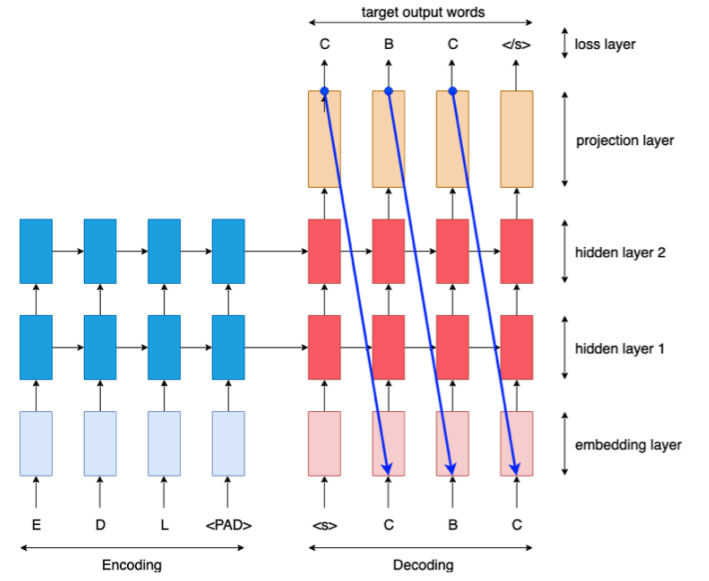 target output words
C B C </s> loss layer
projection layer
hidden layer 2
hidden layer 1
embedding layer
E D L <PAD> <s> C B C
Encoding Decoding